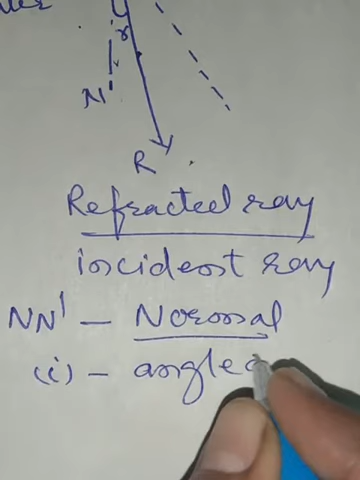 r
N'
R
Refracted ray
incident ray
NN' - Normal
(i) - angle